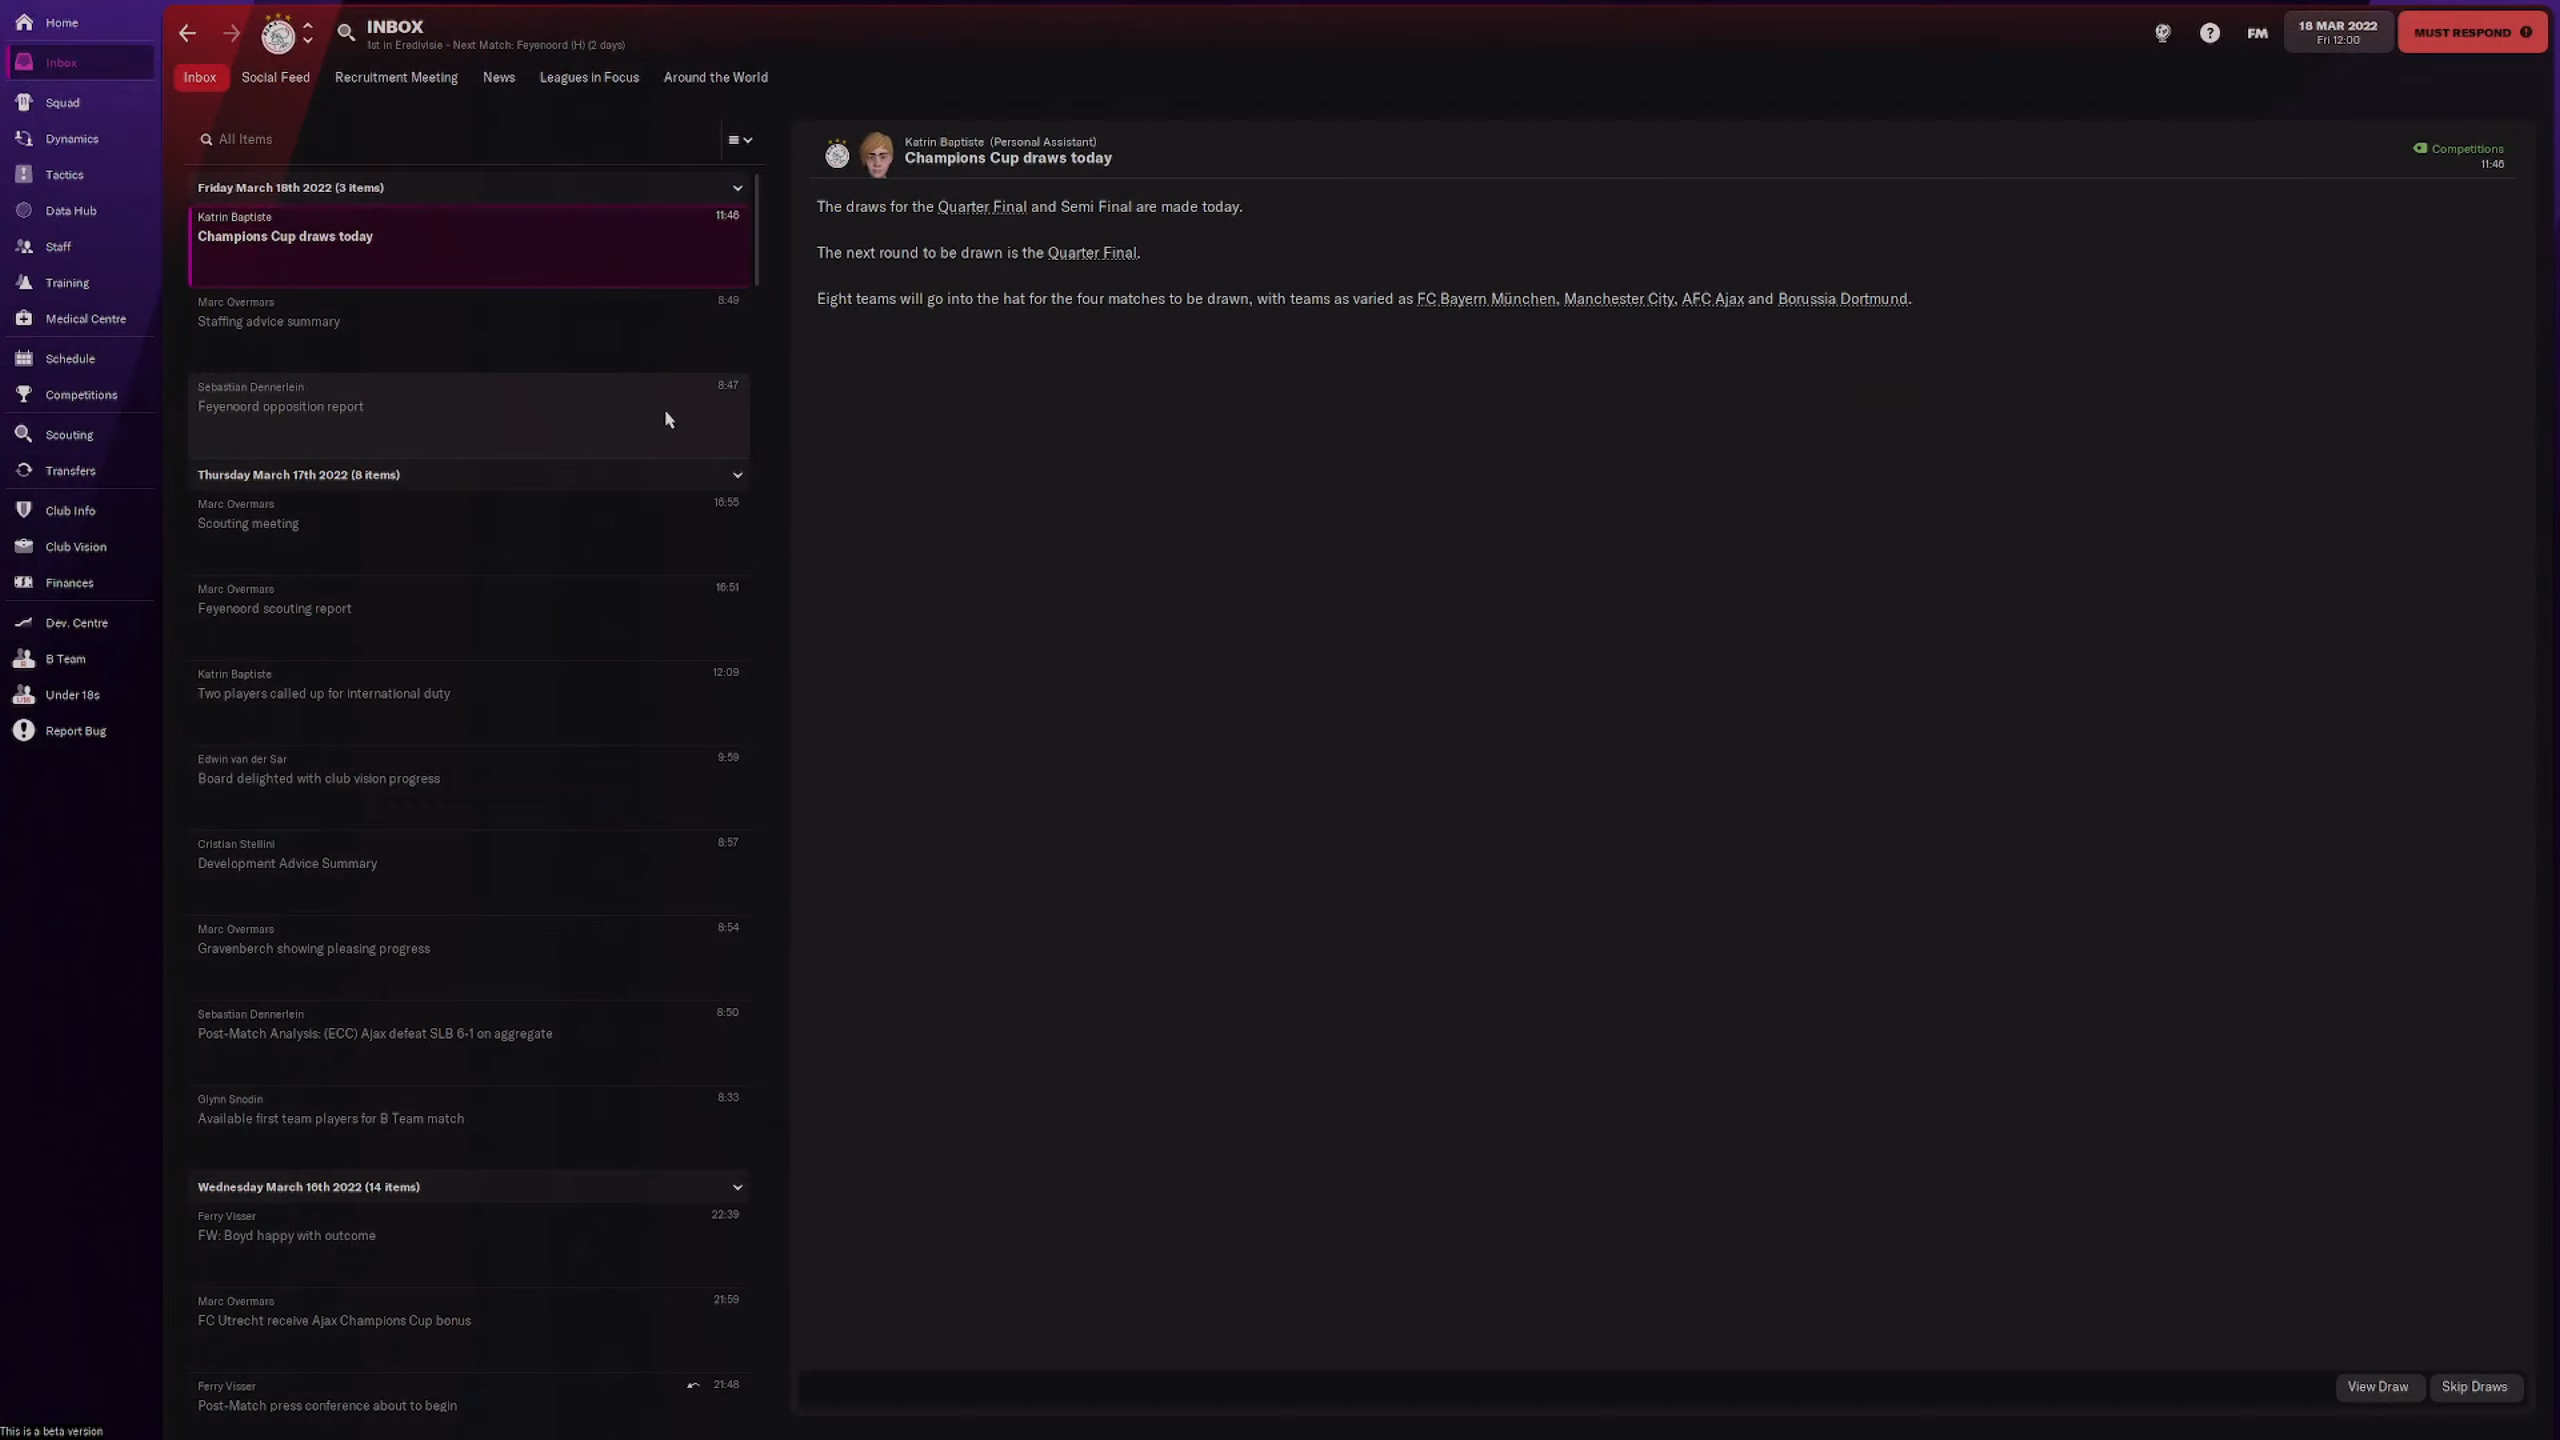 Home
Inbox
Squad
Dynamics
Tactics
Data Hub
Staff
Training
Medical Centre
Schedule
Competitions
Scouting
Transfers
Club Info
Club Vision
Finances
Dev. Centre
B Team
Under 18s
Report Bug
This is a beta version
INBOX
1st in Eredivisie - Next Match: Feyenoord (H) (2 days)
FM
18 MAR 2022
Fri 12:00
MUST RESPOND
Inbox Social Feed Recruitment Meeting News Leagues in Focus Around the World
All Items
Friday March 18th 2022 (3 items)
Katrin Baptiste 11:46
Champions Cup draws today
Marc Overmars 8:49
Staffing advice summary
Sebastian Dennerlein 8:47
Feyenoord opposition report
Thursday March 17th 2022 (8 items)
Marc Overmars 16:55
Scouting meeting
Marc Overmars 16:51
Feyenoord scouting report
Katrin Baptiste 12:09
Two players called up for international duty
Edwin van der Sar 9:59
Board delighted with club vision progress
Cristian Stellini 8:57
Development Advice Summary
Marc Overmars 8:54
Gravenberch showing pleasing progress
Sebastian Dennerlein 8:50
Post-Match Analysis: (ECC) Ajax defeat SLB 6-1 on aggregate
Glynn Snodin 8:33
Available first team players for B Team match
Wednesday March 16th 2022 (14 items)
Ferry Visser 22:39
FW: Boyd happy with outcome
Marc Overmars 21:59
FC Utrecht receive Ajax Champions Cup bonus
Ferry Visser 21:48
Post-Match press conference about to begin
Katrin Baptiste (Personal Assistant)
Champions Cup draws today
Competitions
11:46
The draws for the Quarter Final and Semi Final are made today.
The next round to be drawn is the Quarter Final.
Eight teams will go into the hat for the four matches to be drawn, with teams as varied as FC Bayern München, Manchester City, AFC Ajax and Borussia Dortmund.
View Draw Skip Draws